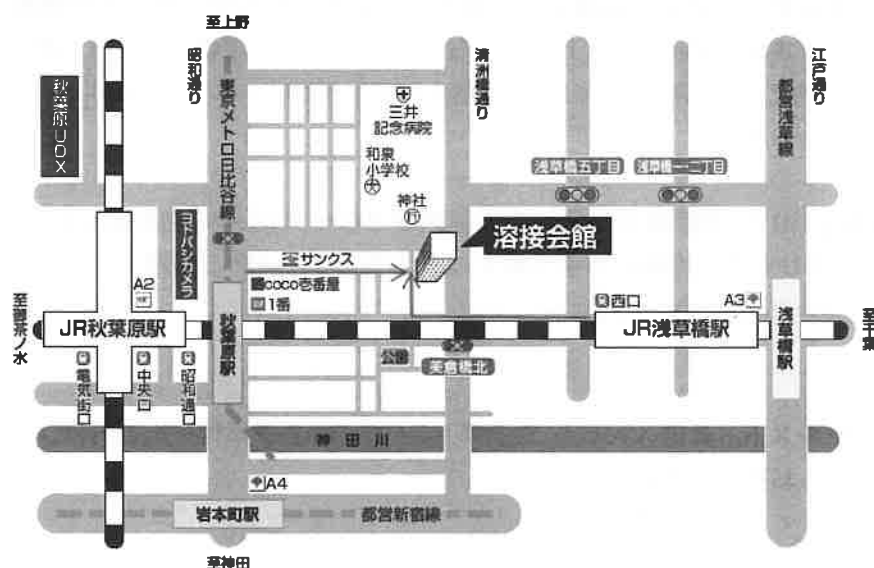 至上野
昭和通り
東京メトロ日比谷線
清洲橋通り
江戸通り
都営浅草線
秋葉原UDX
三井
記念病院
和泉
小学校
文
神社
浅草橋五丁目
浅草橋一二丁目
溶接会館
ヨドバシカメラ
サンクス
coco壱番屋
1番
A2
至御茶ノ水
JR秋葉原駅
秋葉原駅
西口
A3
JR浅草橋駅
浅草橋駅
至千葉
電気街口
中央口
昭和通口
公園
美倉橋北
神田川
A4
岩本町駅
都営新宿線
至神田